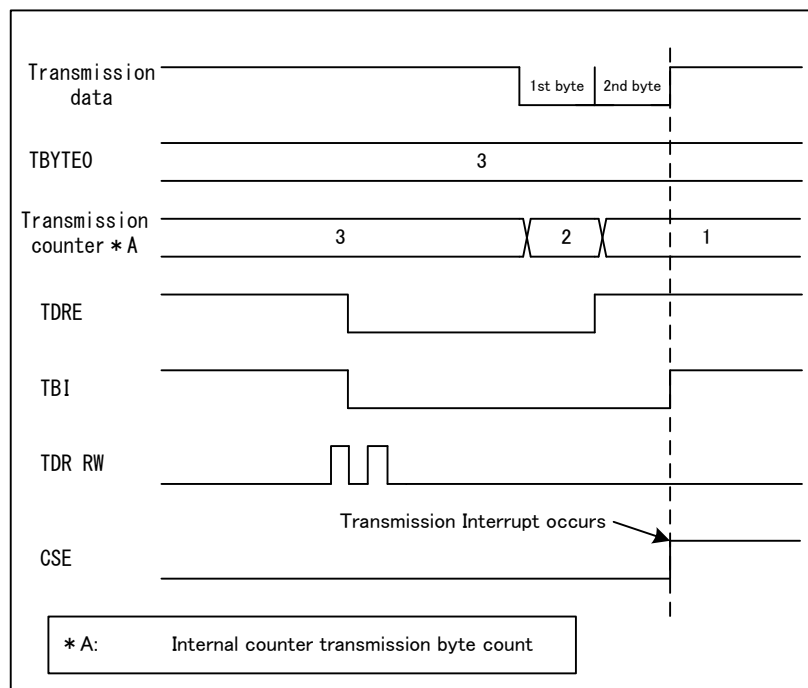 Transmission
data
1st byte 2nd byte
TBYTE0
3
Transmission
counter *A
3 2 1
TDRE
TBI
TDR RW
Transmission Interrupt occurs
CSE
*A: Internal counter transmission byte count